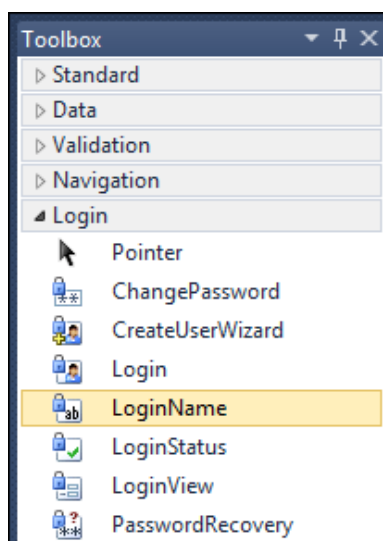 Toolbox
Standard
Data
Validation
Navigation
Login
Pointer
ChangePassword
CreateUserWizard
Login
LoginName
LoginStatus
LoginView
PasswordRecovery